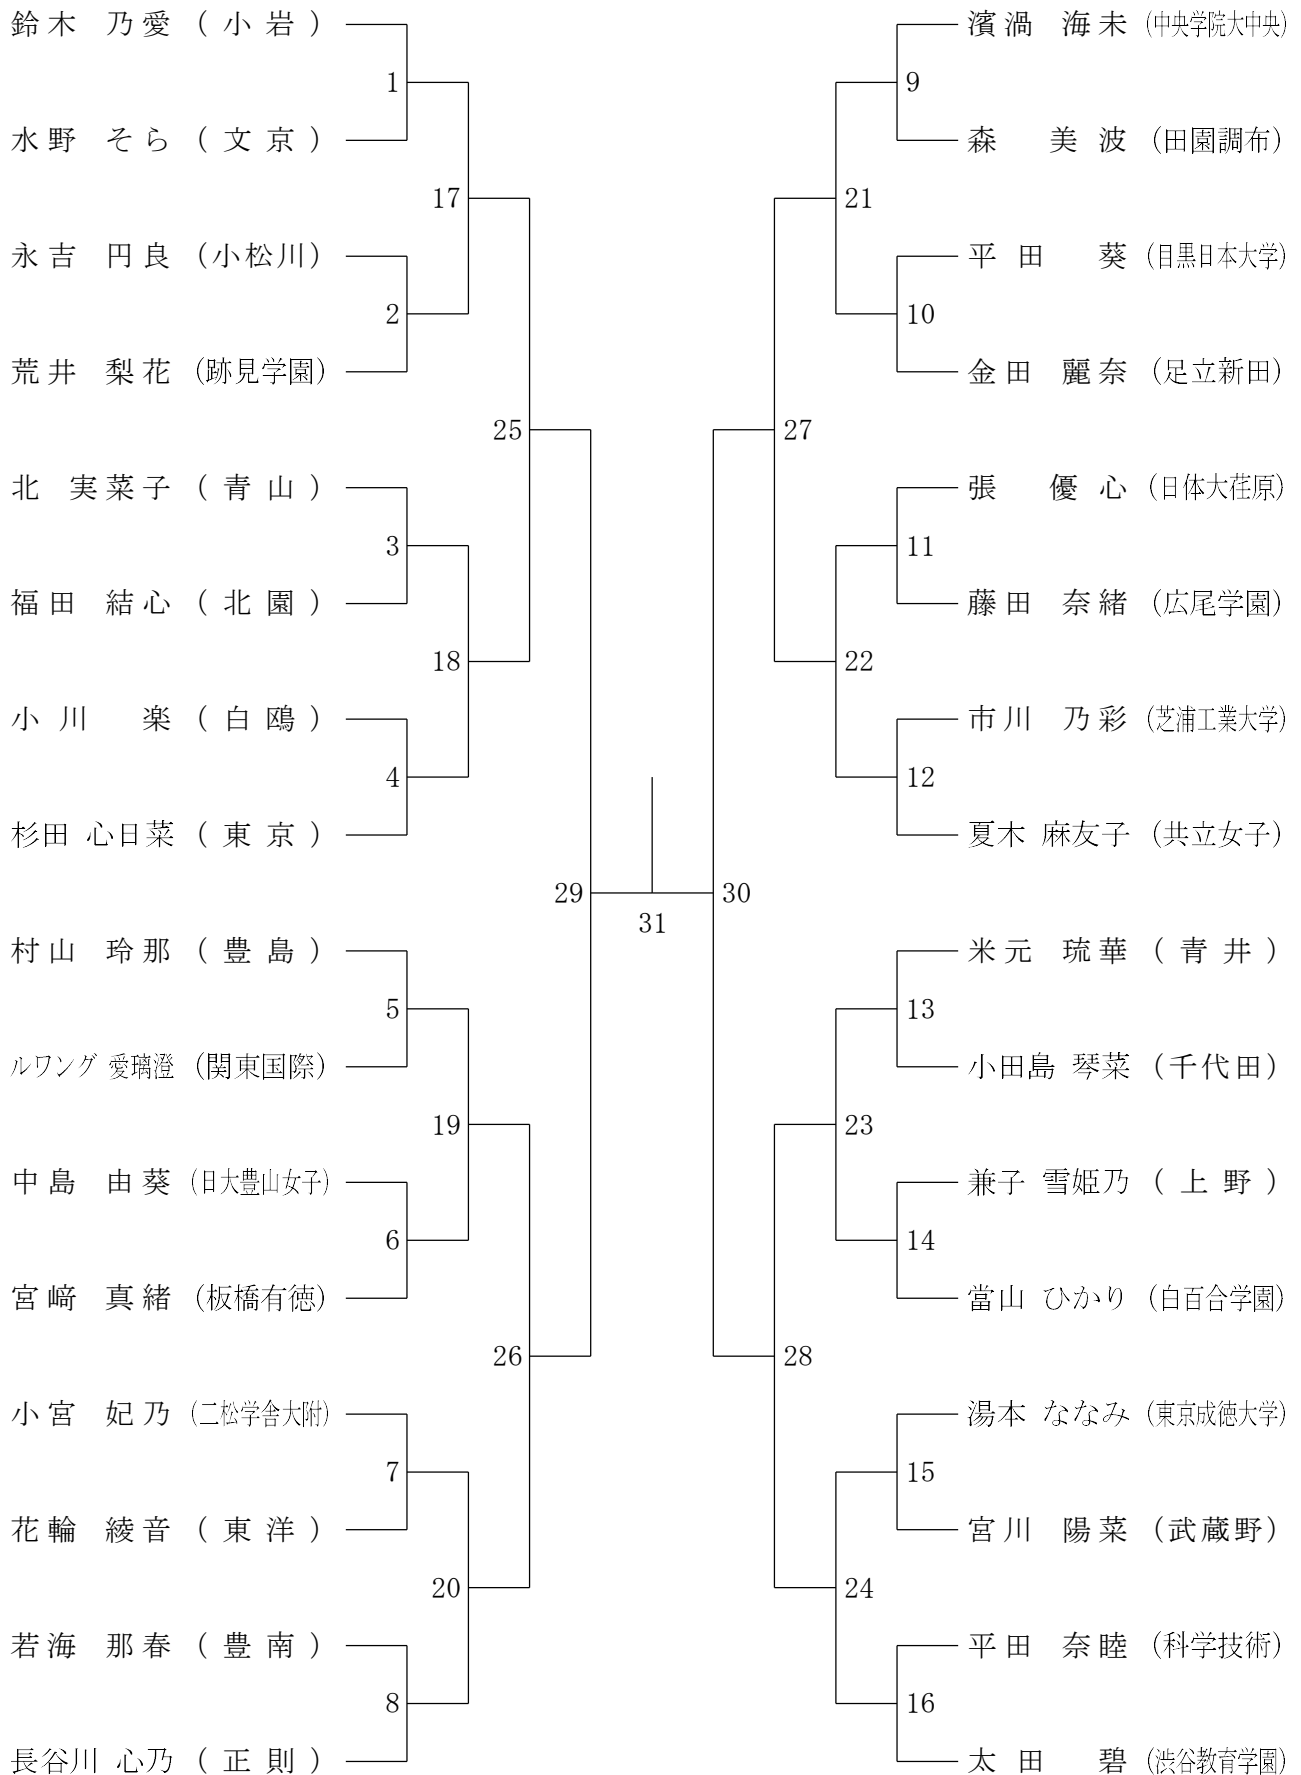 鈴木 乃愛 (小岩)
1
水野 そら (文京)
17
永吉 円良 (小松川)
2
荒井 梨花 (跡見学園)
25
北 実菜子 (青山)
3
福田 結心 (北園)
18
小川 楽 (白鴎)
4
杉田 心日菜 (東京)
29
村山 玲那 (豊島)
5
ルワング 愛璃澄 (関東国際)
19
中島 由葵 (日大豊山女子)
6
宮﨑 真緒 (板橋有徳)
26
小宮 妃乃 (二松学舎大附)
7
花輪 綾音 (東洋)
20
若海 那春 (豊南)
8
長谷川 心乃 (正則)
31
濱渦 海未 (中央学院大中央)
9
森 美波 (田園調布)
21
平田 葵 (目黒日本大学)
10
金田 麗奈 (足立新田)
27
張 優心 (日体大荏原)
11
藤田 奈緒 (広尾学園)
22
市川 乃彩 (芝浦工業大学)
12
夏木 麻友子 (共立女子)
30
米元 琉華 (青井)
13
小田島 琴菜 (千代田)
23
兼子 雪姫乃 (上野)
14
當山 ひかり (白百合学園)
28
湯本 ななみ (東京成徳大学)
15
宮川 陽菜 (武蔵野)
24
平田 奈睦 (科学技術)
16
太田 碧 (渋谷教育学園)